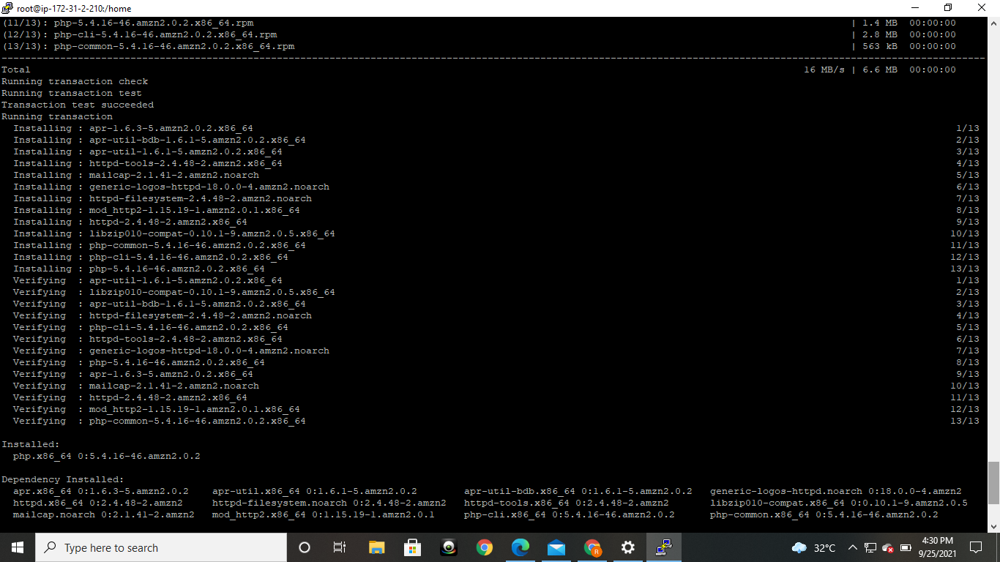 root@ip-172-31-2-210:/home
(11/13): php-5.4.16-46.amzn2.0.2.x86_64.rpm | 1.4 MB 00:00:00
(12/13): php-cli-5.4.16-46.amzn2.0.2.x86_64.rpm | 2.8 MB 00:00:00
(13/13): php-common-5.4.16-46.amzn2.0.2.x86_64.rpm | 563 kB 00:00:00
--------------------------------------------------------------------------------
Total 16 MB/s | 6.6 MB 00:00:00
Running transaction check
Running transaction test
Transaction test succeeded
Running transaction
Installing : apr-1.6.3-5.amzn2.0.2.x86_64 1/13
Installing : apr-util-bdb-1.6.1-5.amzn2.0.2.x86_64 2/13
Installing : apr-util-1.6.1-5.amzn2.0.2.x86_64 3/13
Installing : httpd-tools-2.4.48-2.amzn2.x86_64 4/13
Installing : mailcap-2.1.41-2.amzn2.noarch 5/13
Installing : generic-logos-httpd-18.0.0-4.amzn2.noarch 6/13
Installing : httpd-filesystem-2.4.48-2.amzn2.noarch 7/13
Installing : mod_http2-1.15.19-1.amzn2.0.1.x86_64 8/13
Installing : httpd-2.4.48-2.amzn2.x86_64 9/13
Installing : libzip010-compat-0.10.1-9.amzn2.0.5.x86_64 10/13
Installing : php-common-5.4.16-46.amzn2.0.2.x86_64 11/13
Installing : php-cli-5.4.16-46.amzn2.0.2.x86_64 12/13
Installing : php-5.4.16-46.amzn2.0.2.x86_64 13/13
Verifying : apr-util-1.6.1-5.amzn2.0.2.x86_64 1/13
Verifying : libzip010-compat-0.10.1-9.amzn2.0.5.x86_64 2/13
Verifying : apr-util-bdb-1.6.1-5.amzn2.0.2.x86_64 3/13
Verifying : httpd-filesystem-2.4.48-2.amzn2.noarch 4/13
Verifying : php-cli-5.4.16-46.amzn2.0.2.x86_64 5/13
Verifying : httpd-tools-2.4.48-2.amzn2.x86_64 6/13
Verifying : generic-logos-httpd-18.0.0-4.amzn2.noarch 7/13
Verifying : php-5.4.16-46.amzn2.0.2.x86_64 8/13
Verifying : apr-1.6.3-5.amzn2.0.2.x86_64 9/13
Verifying : mailcap-2.1.41-2.amzn2.noarch 10/13
Verifying : httpd-2.4.48-2.amzn2.x86_64 11/13
Verifying : mod_http2-1.15.19-1.amzn2.0.1.x86_64 12/13
Verifying : php-common-5.4.16-46.amzn2.0.2.x86_64 13/13
Installed:
php.x86_64 0:5.4.16-46.amzn2.0.2
Dependency Installed:
apr.x86_64 0:1.6.3-5.amzn2.0.2 apr-util.x86_64 0:1.6.1-5.amzn2.0.2 apr-util-bdb.x86_64 0:1.6.1-5.amzn2.0.2 generic-logos-httpd.noarch 0:18.0.0-4.amzn2
httpd.x86_64 0:2.4.48-2.amzn2 httpd-filesystem.noarch 0:2.4.48-2.amzn2 httpd-tools.x86_64 0:2.4.48-2.amzn2 libzip010-compat.x86_64 0:0.10.1-9.amzn2.0.5
mailcap.noarch 0:2.1.41-2.amzn2 mod_http2.x86_64 0:1.15.19-1.amzn2.0.1 php-cli.x86_64 0:5.4.16-46.amzn2.0.2 php-common.x86_64 0:5.4.16-46.amzn2.0.2
Type here to search
R
32°C
4:30 PM
9/25/2021